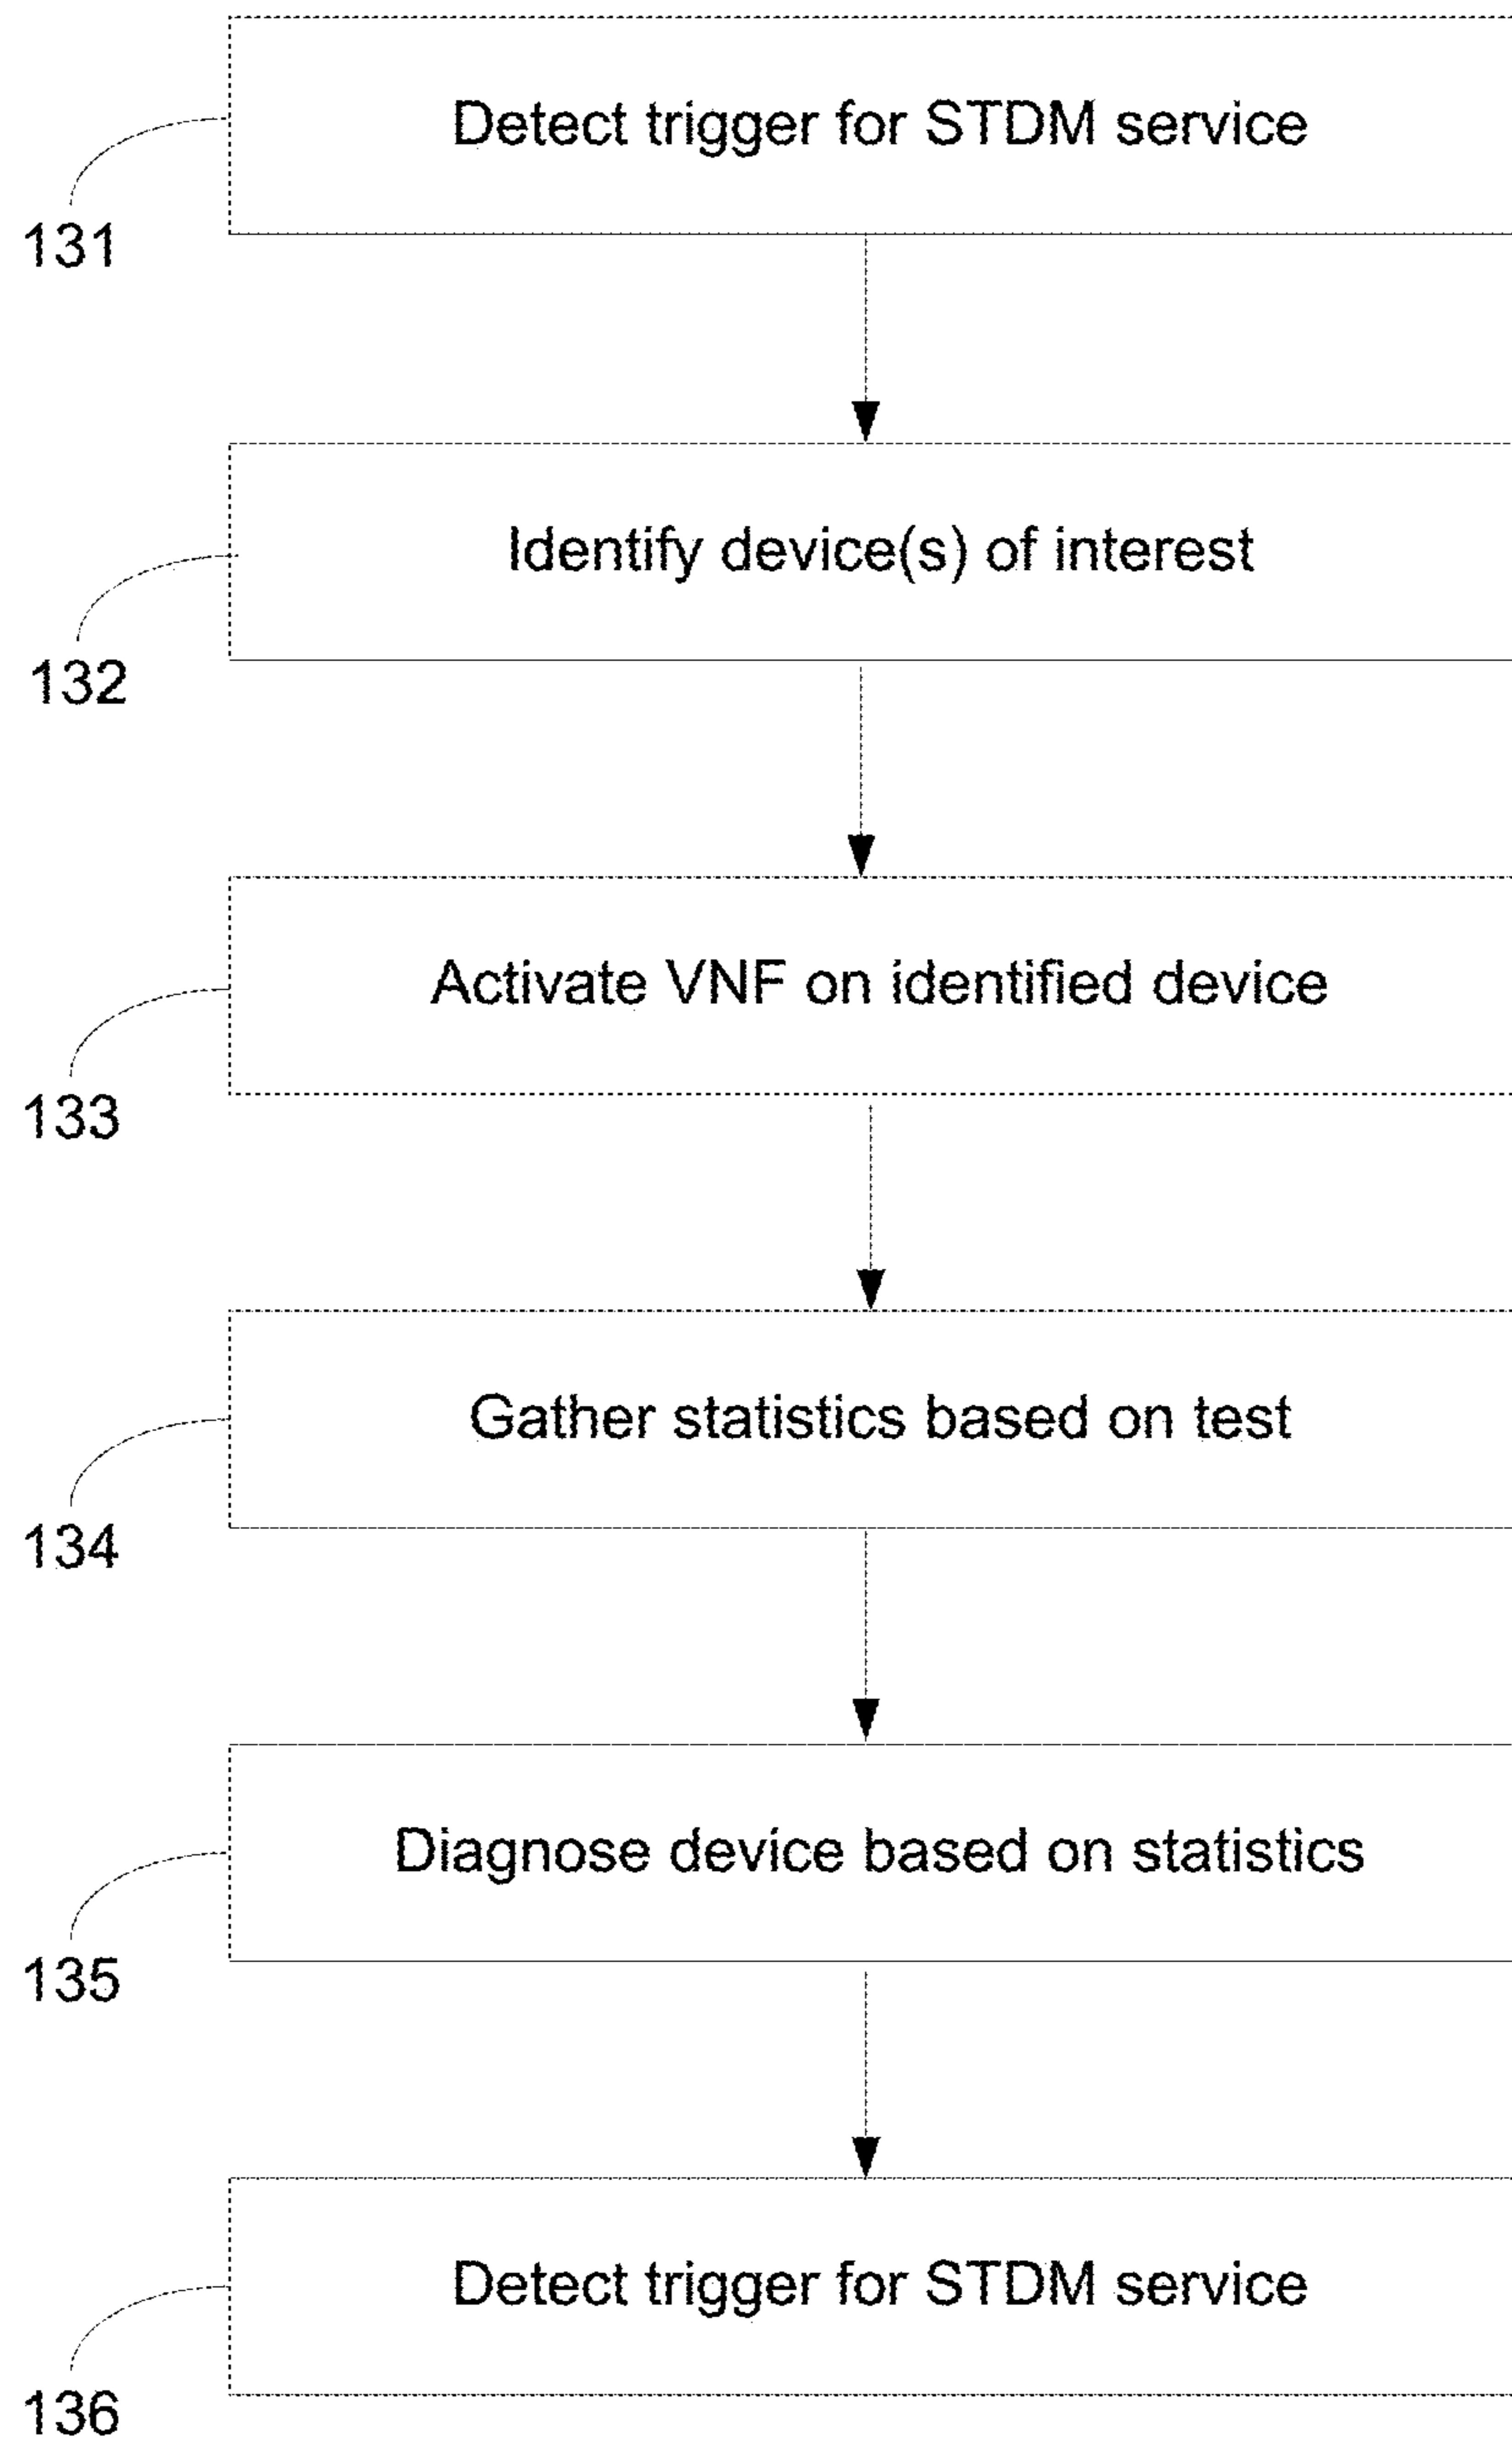 Detect trigger for STDM service
131
Identify device(s) of interest
132
Activate VNF on identified device
133
Gather statistics based on test
134
Diagnose device based on statistics
135
Detect trigger for STDM service
136